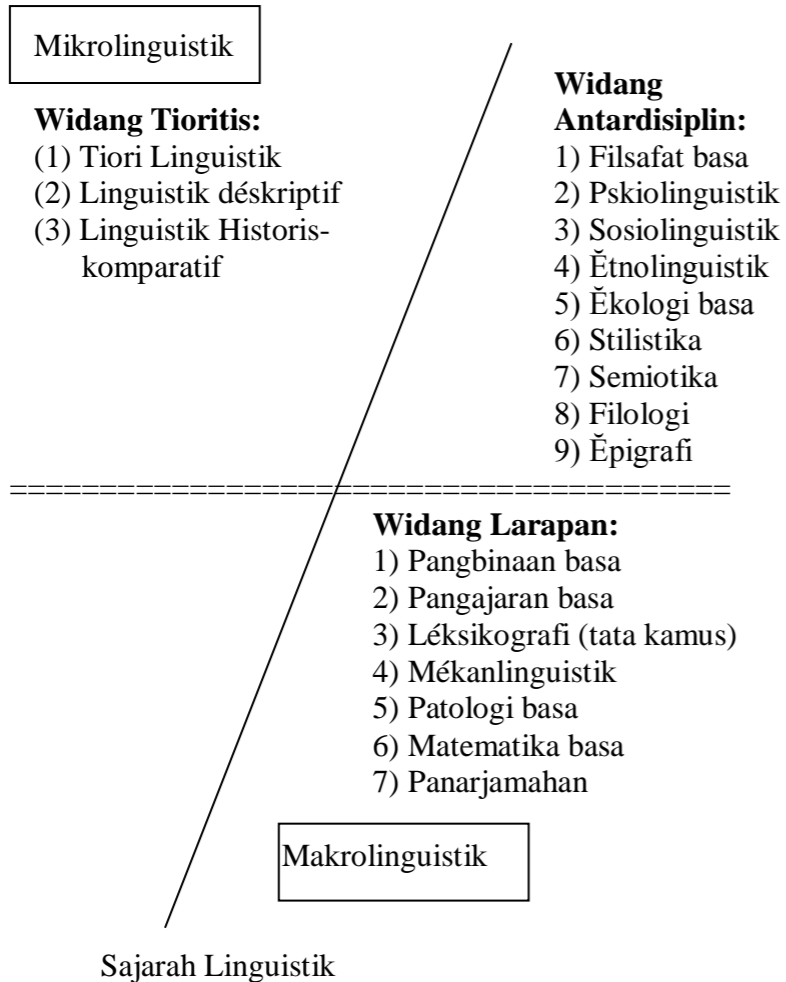 Mikrolinguistik
Widang Tioritis:
(1) Tiori Linguistik
(2) Linguistik déskriptif
(3) Linguistik Historis-
komparatif
Widang
Antardisiplin:
1) Filsafat basa
2) Pskiolinguistik
3) Sosiolinguistik
4) Ĕtnolinguistik
5) Ĕkologi basa
6) Stilistika
7) Semiotika
8) Filologi
9) Ĕpigrafi
========================================
Widang Larapan:
1) Pangbinaan basa
2) Pangajaran basa
3) Léksikografi (tata kamus)
4) Mékanlinguistik
5) Patologi basa
6) Matematika basa
7) Panarjamahan
Makrolinguistik
Sajarah Linguistik